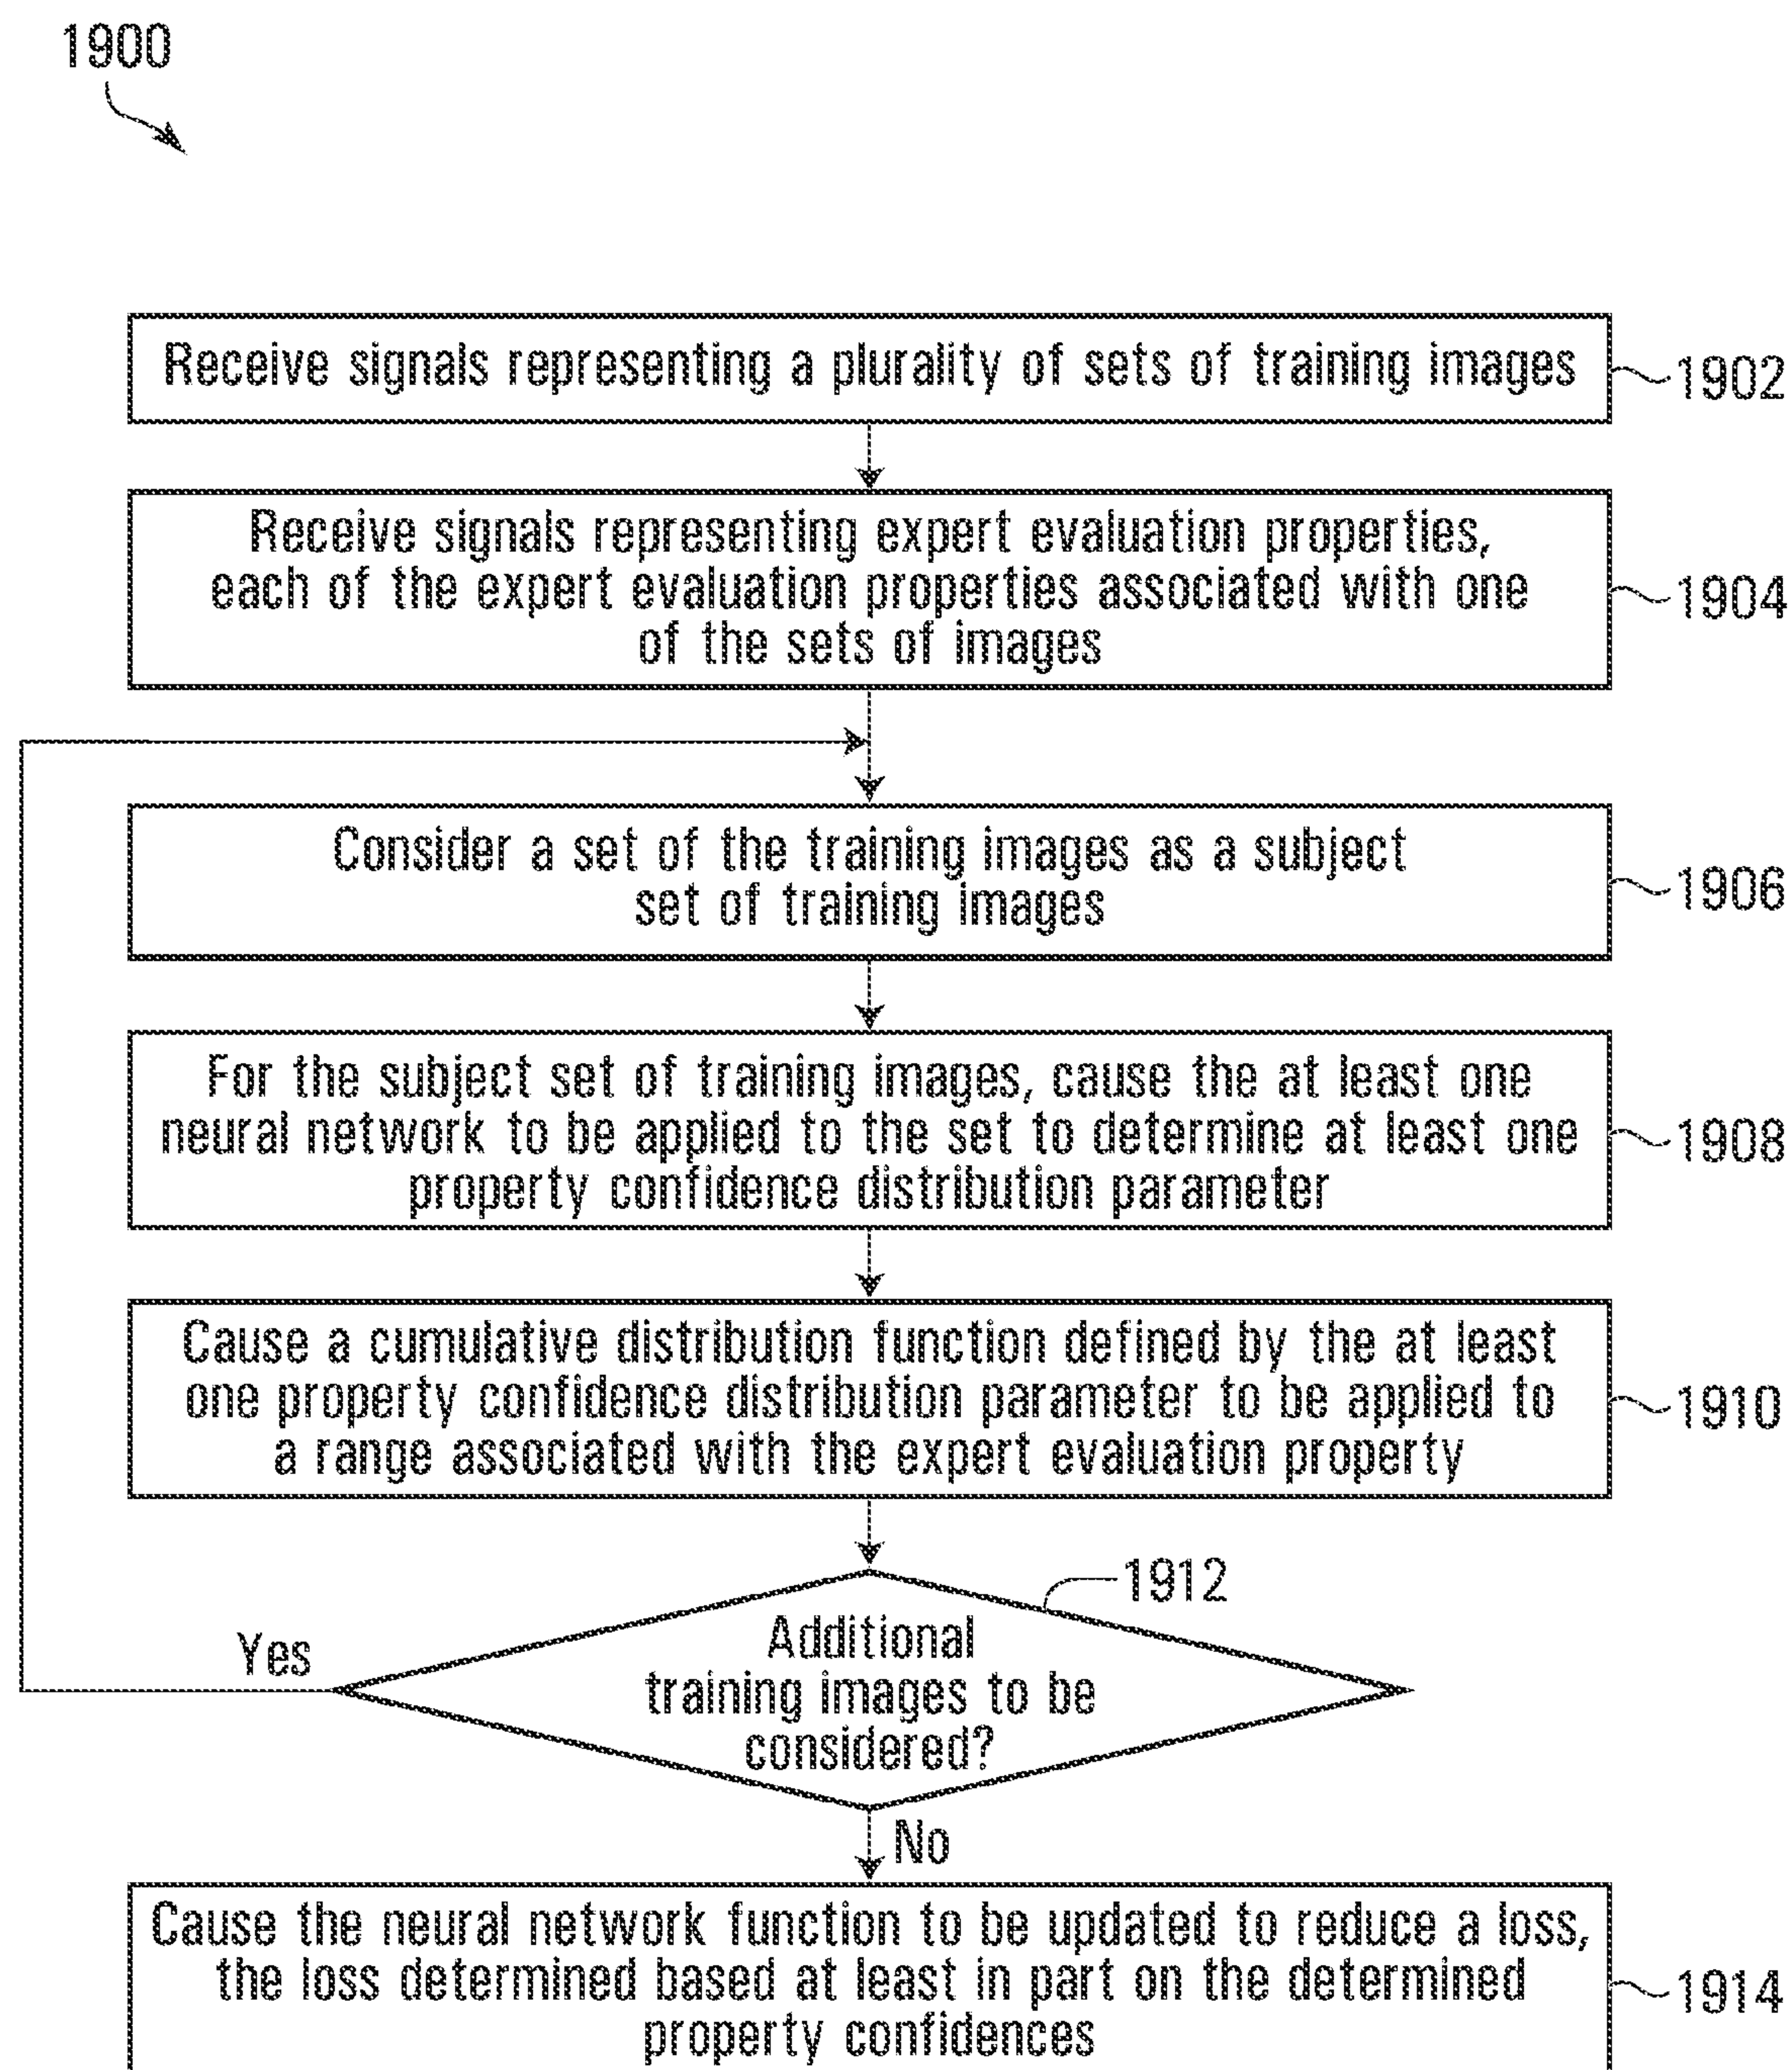 1900
Receive signals representing a plurality of sets of training images
1902
Receive signals representing expert evaluation properties,
each of the expert evaluation properties associated with one
of the sets of images
1904
Consider a set of the training images as a subject
set of training images
1906
For the subject set of training images, cause the at least one
neural network to be applied to the set to determine at least one
property confidence distribution parameter
1908
Cause a cumulative distribution function defined by the at least
one property confidence distribution parameter to be applied to
a range associated with the expert evaluation property
1910
1912
Additional
training images to be
considered?
Yes
No
Cause the neural network function to be updated to reduce a loss,
the loss determined based at least in part on the determined
property confidences
1914